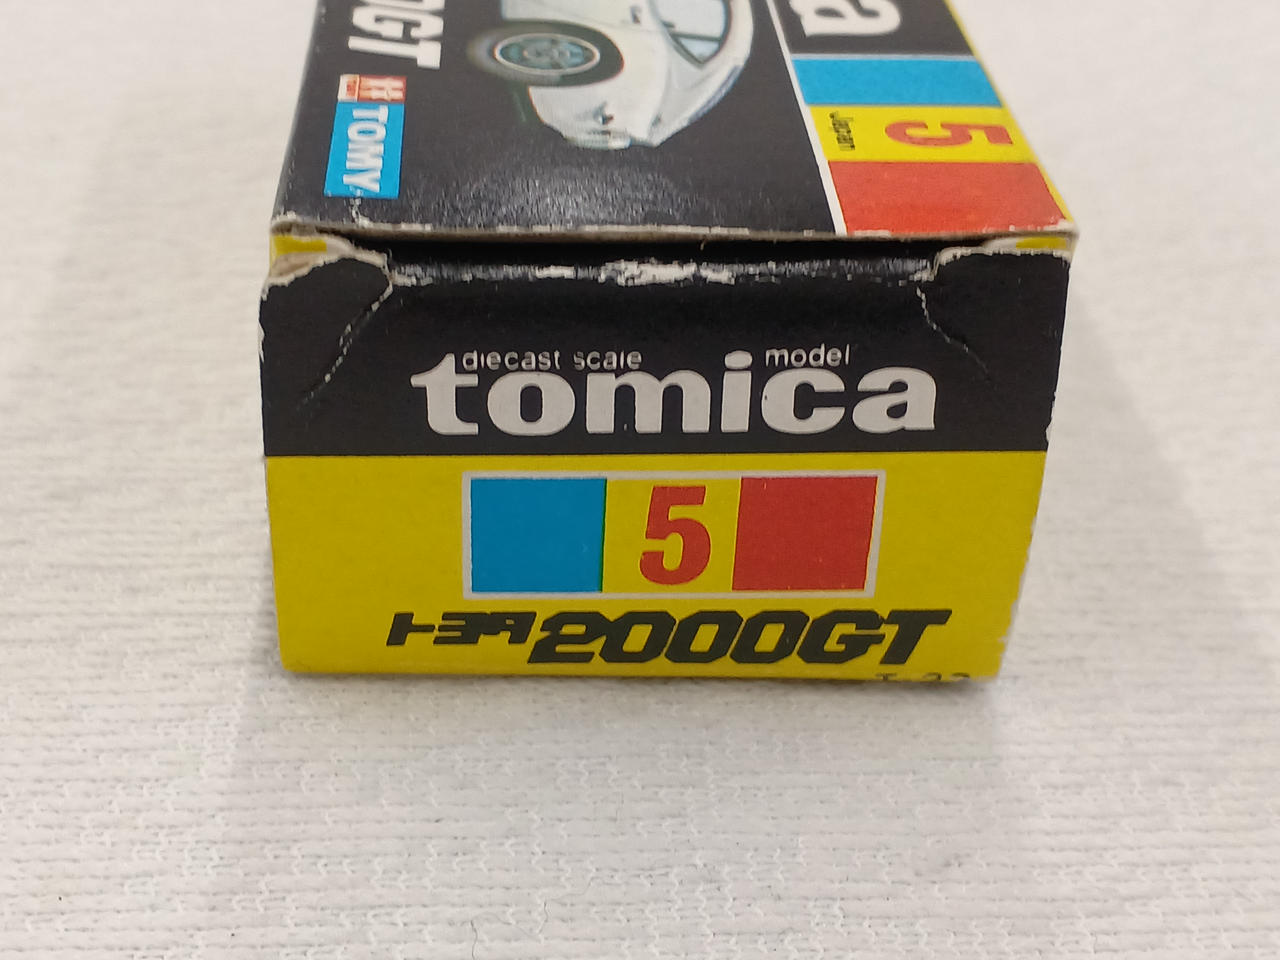 GT
TOMY
a
5
Japan
diecast scale model
tomica
5
トヨタ2000GT